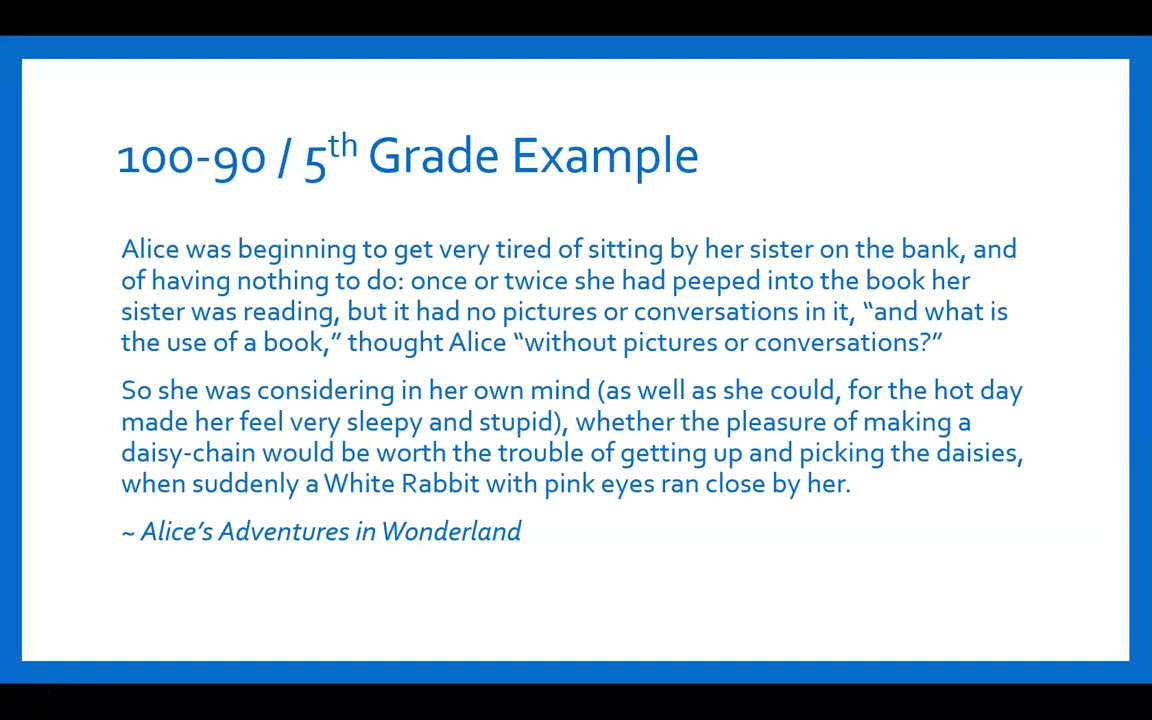 100-90 / 5th Grade Example
Alice was beginning to get very tired of sitting by her sister on the bank, and
of having nothing to do: once or twice she had peeped into the book her
sister was reading, but it had no pictures or conversations in it, “and what is
the use of a book,” thought Alice “without pictures or conversations?”
So she was considering in her own mind (as well as she could, for the hot day
made her feel very sleepy and stupid), whether the pleasure of making a
daisy-chain would be worth the trouble of getting up and picking the daisies,
when suddenly a White Rabbit with pink eyes ran close by her.
~ Alice’s Adventures in Wonderland